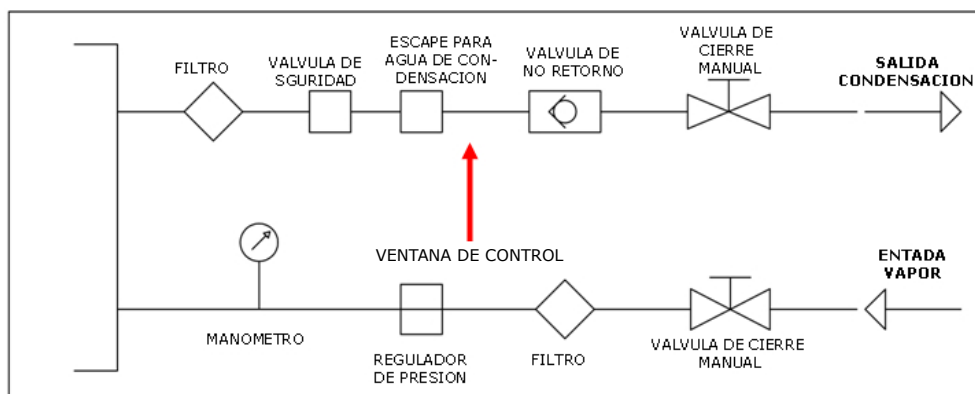 FILTRO
VALVULA DE
SGURIDAD
ESCAPE PARA
AGUA DE CON-
DENSACION
VALVULA DE
NO RETORNO
VALVULA DE
CIERRE
MANUAL
SALIDA
CONDENSACION
VENTANA DE CONTROL
MANOMETRO
REGULADOR
DE PRESION
FILTRO
VALVULA DE CIERRE
MANUAL
ENTADA
VAPOR